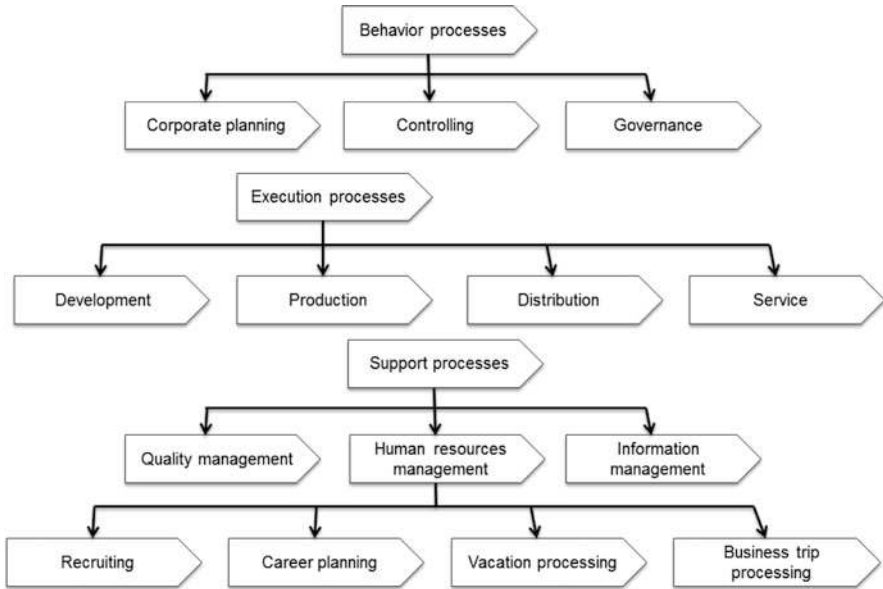 Behavior processes
Corporate planning
Controlling
Governance
Execution processes
Development
Production
Distribution
Service
Support processes
Quality management
Human resources
management
Information
management
Recruiting
Career planning
Vacation processing
Business trip
processing